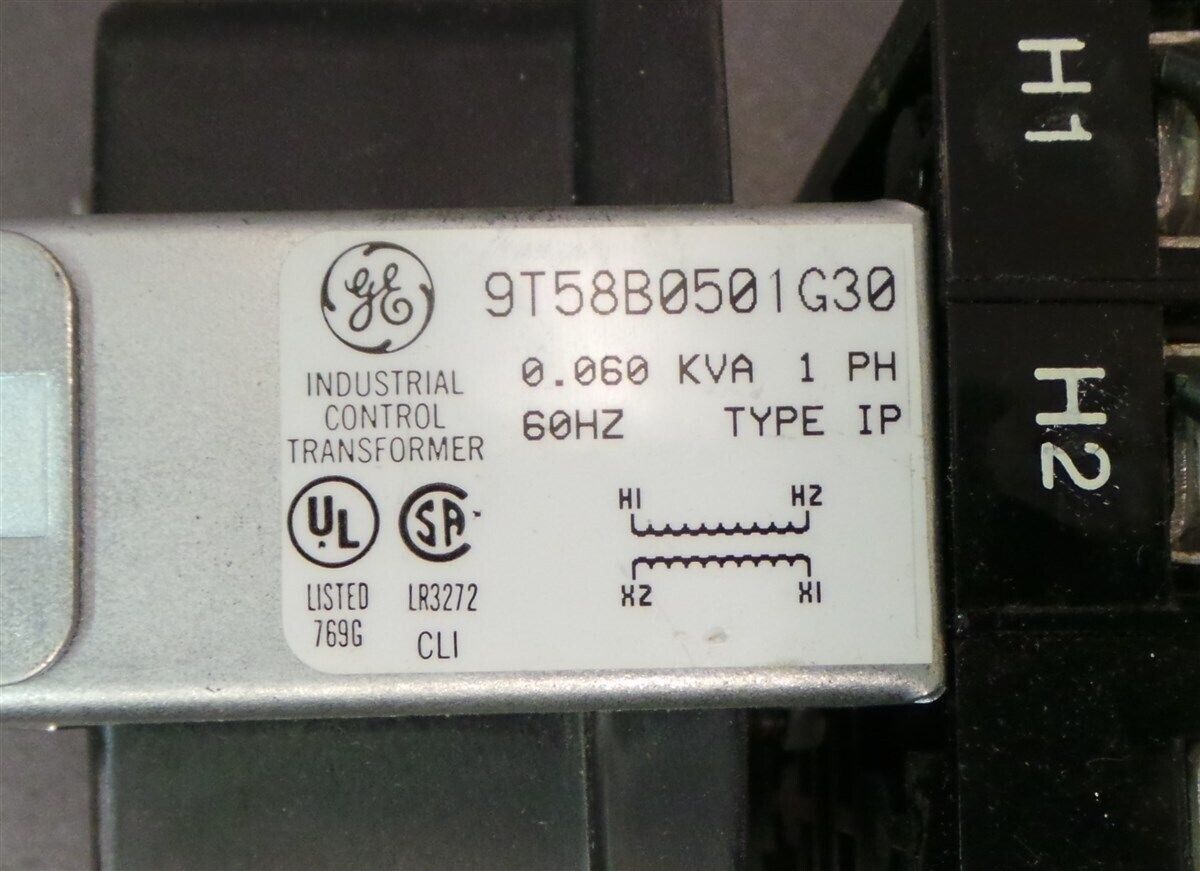 GE
9T58B0501G30
INDUSTRIAL
CONTROL
TRANSFORMER
0.060 KVA 1 PH
60HZ TYPE IP
UL
SA
LISTED
769G
LR3272
CLI
H1 H2
X2 X1
H1
H2